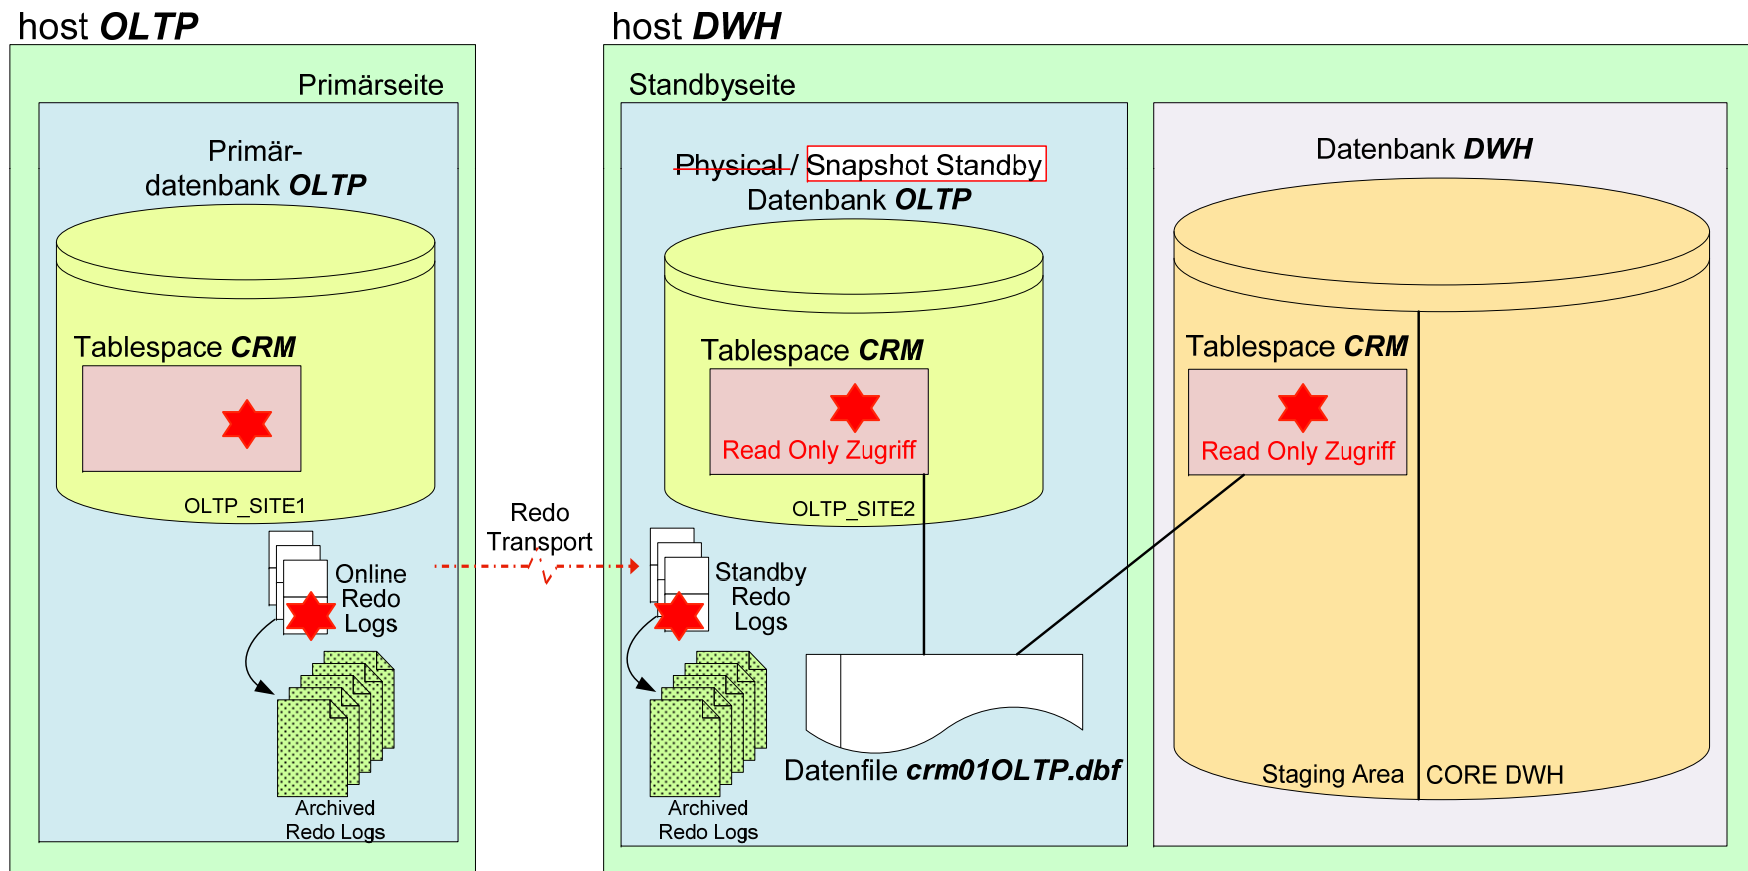 host OLTP
Primärseite
Primär-
datenbank OLTP
Tablespace CRM
OLTP_SITE1
Online
Redo
Logs
Archived
Redo Logs
Redo
Transport
host DWH
Standbyseite
Physical / Snapshot Standby
Datenbank OLTP
Tablespace CRM
Read Only Zugriff
OLTP_SITE2
Standby
Redo
Logs
Archived
Redo Logs
Datenfile crm01OLTP.dbf
Datenbank DWH
Tablespace CRM
Read Only Zugriff
Staging Area
CORE DWH